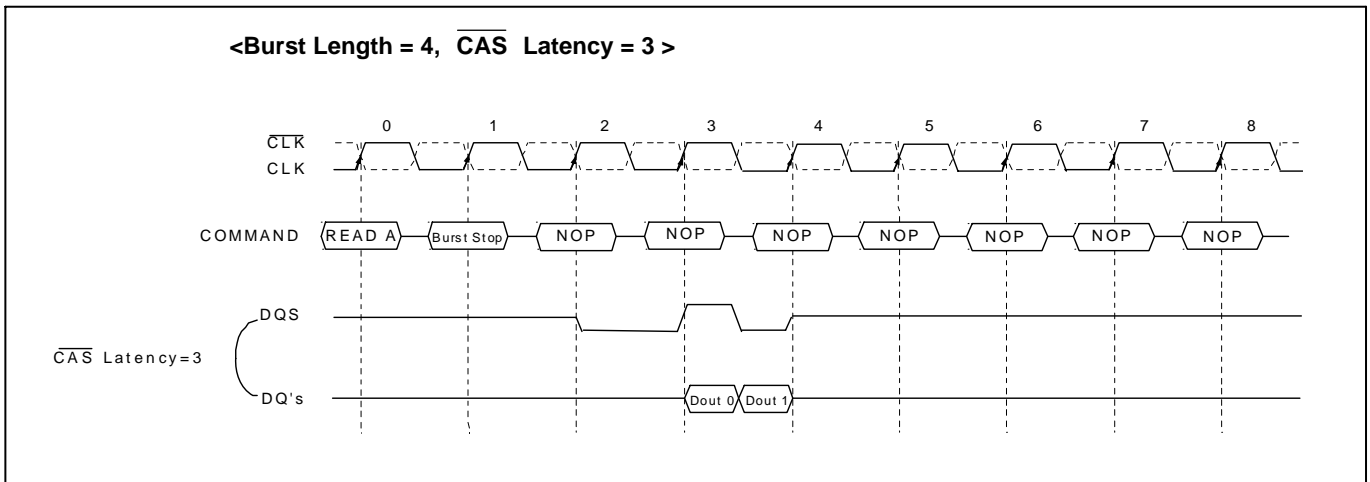 <Burst Length = 4, CAS Latency = 3 >
0 1 2 3 4 5 6 7 8
CLK
CLK
COMMAND READ A Burst Stop NOP NOP NOP NOP NOP NOP NOP
DQS
CAS Latency=3
DQ's Dout 0 Dout 1